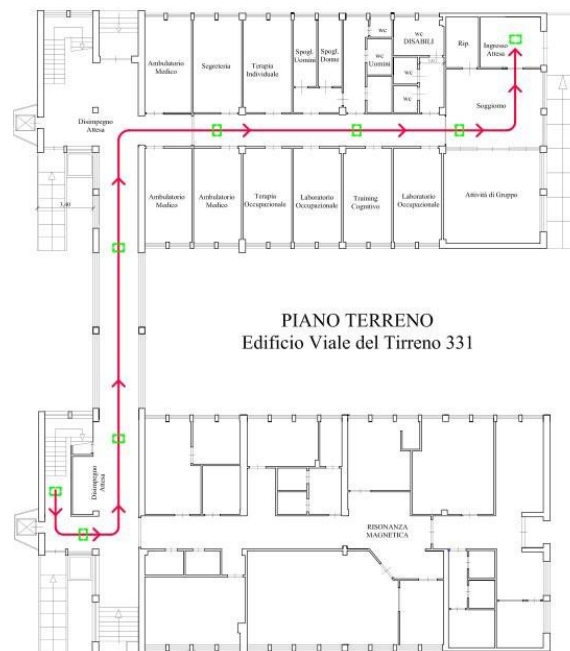 wc
wc
DISABILI
Ambulatorio
Medico
Segreteria
Terapia
Individuale
Spogl.
Uomini
Spogl.
Donne
wc
Uomini
wc
wc
Rip.
Ingresso
Attesa
Disimpegno
Attesa
Soggiorno
Ambulatorio
Medico
Ambulatorio
Medico
Terapia
Occupazionale
Laboratorio
Occupazionale
Training
Cognitivo
Laboratorio
Occupazionale
Attività di Gruppo
PIANO TERRENO
Edificio Viale del Tirreno 331
Disimpegno
Attesa
RISONANZA
MAGNETICA